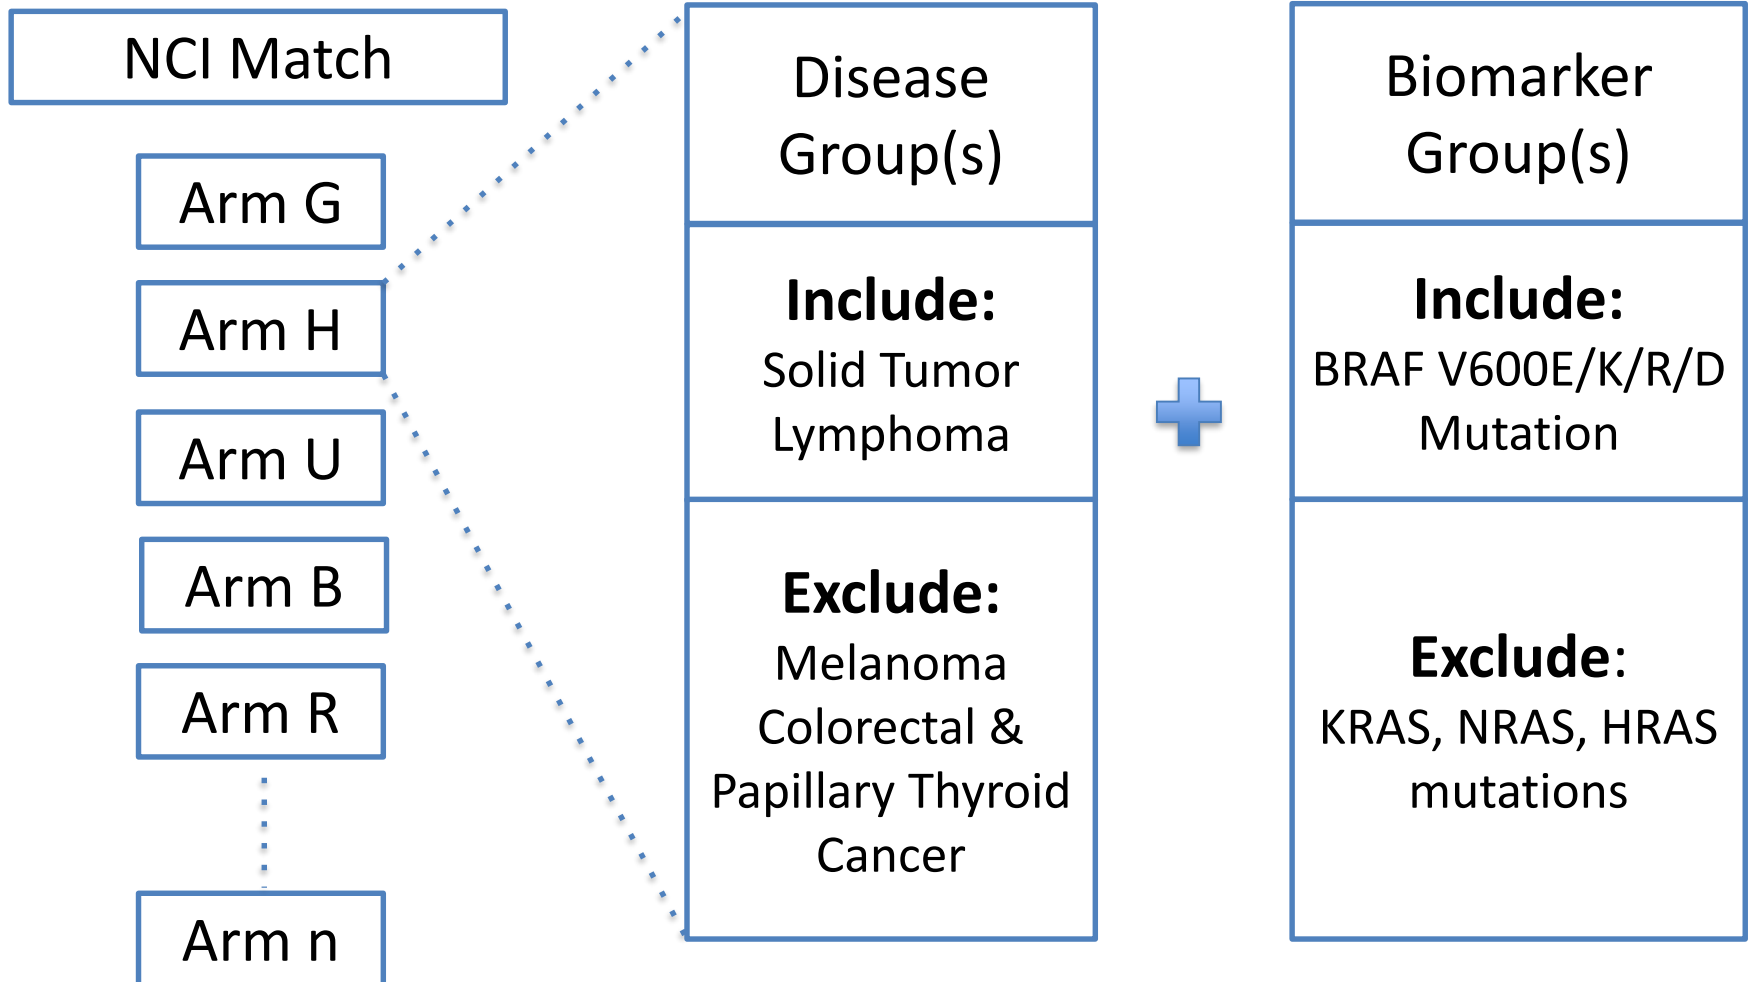 NCI Match
Arm G
Arm H
Arm U
Arm B
Arm R
Arm n
Disease
Group(s)
Include:
Solid Tumor
Lymphoma
Exclude:
Melanoma
Colorectal &
Papillary Thyroid
Cancer
Biomarker
Group(s)
Include:
BRAF V600E/K/R/D
Mutation
Exclude:
KRAS, NRAS, HRAS
mutations